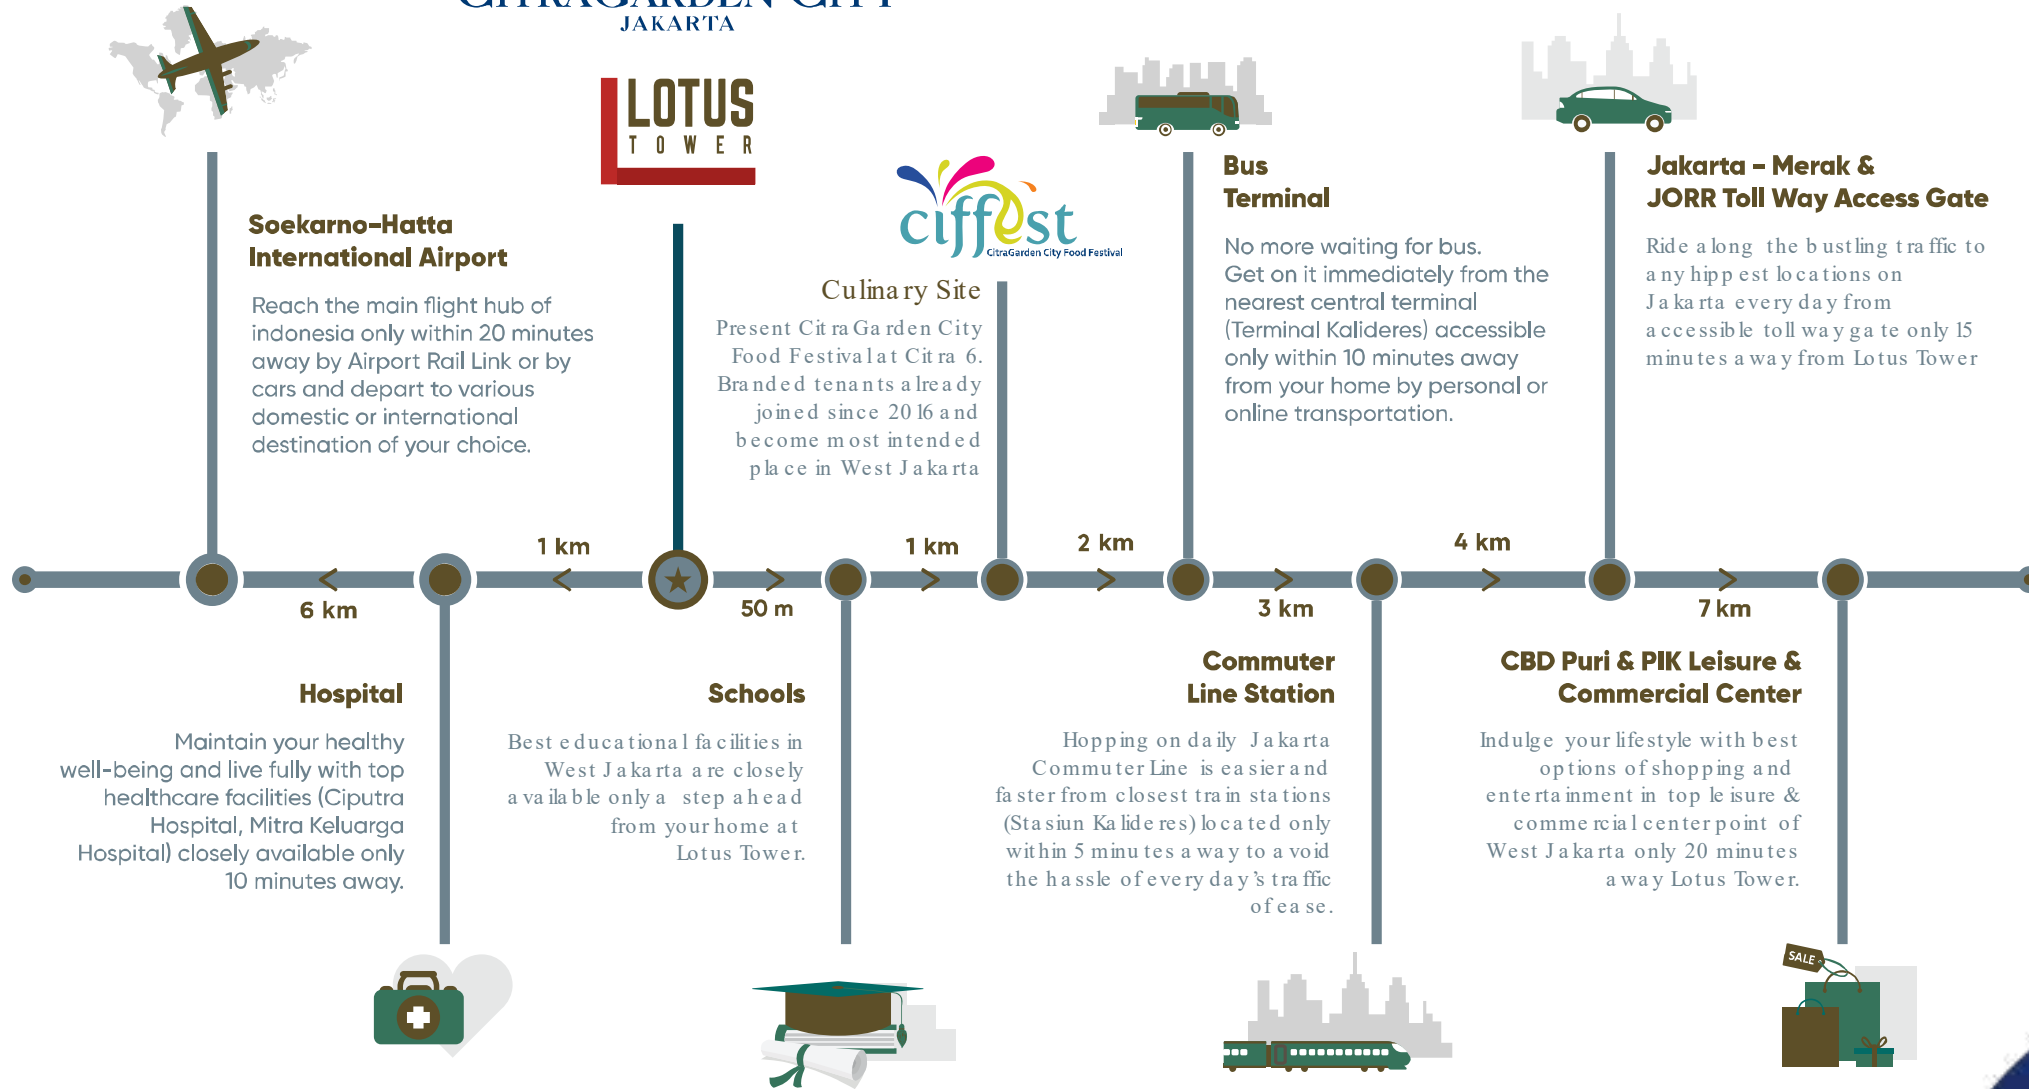 CITRAGARDEN CITY
JAKARTA
LOTUS
TOWER
ciffest
CitraGarden City Food Festival
Soekarno-Hatta
International Airport
Reach the main flight hub of
indonesia only within 20 minutes
away by Airport Rail Link or by
cars and depart to various
domestic or international
destination of your choice.
Culinary Site
Present CitraGarden City
Food Festival at Citra 6.
Branded tenants already
joined since 2016 and
become most intended
place in West Jakarta
Bus
Terminal
No more waiting for bus.
Get on it immediately from the
nearest central terminal
(Terminal Kalideres) accessible
only within 10 minutes away
from your home by personal or
online transportation.
Jakarta - Merak &
JORR Toll Way Access Gate
Ride along the bustling traffic to
any hippest locations on
Jakarta every day from
accessible toll way gate only 15
minutes away from Lotus Tower
6 km
1 km
50 m
1 km
2 km
3 km
4 km
7 km
Hospital
Maintain your healthy
well-being and live fully with top
healthcare facilities (Ciputra
Hospital, Mitra Keluarga
Hospital) closely available only
10 minutes away.
Schools
Best educational facilities in
West Jakarta are closely
available only a step ahead
from your home at
Lotus Tower.
Commuter
Line Station
Hopping on daily Jakarta
Commuter Line is easier and
faster from closest train stations
(Stasiun Kalideres) located only
within 5 minutes away to avoid
the hassle of every day's traffic
of ease.
CBD Puri & PIK Leisure &
Commercial Center
Indulge your lifestyle with best
options of shopping and
entertainment in top leisure &
commercial center point of
West Jakarta only 20 minutes
away Lotus Tower.
SALE